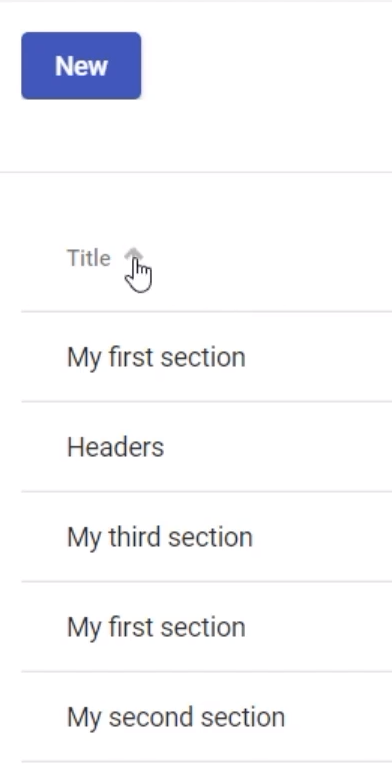 New
Title
My first section
Headers
My third section
My first section
My second section